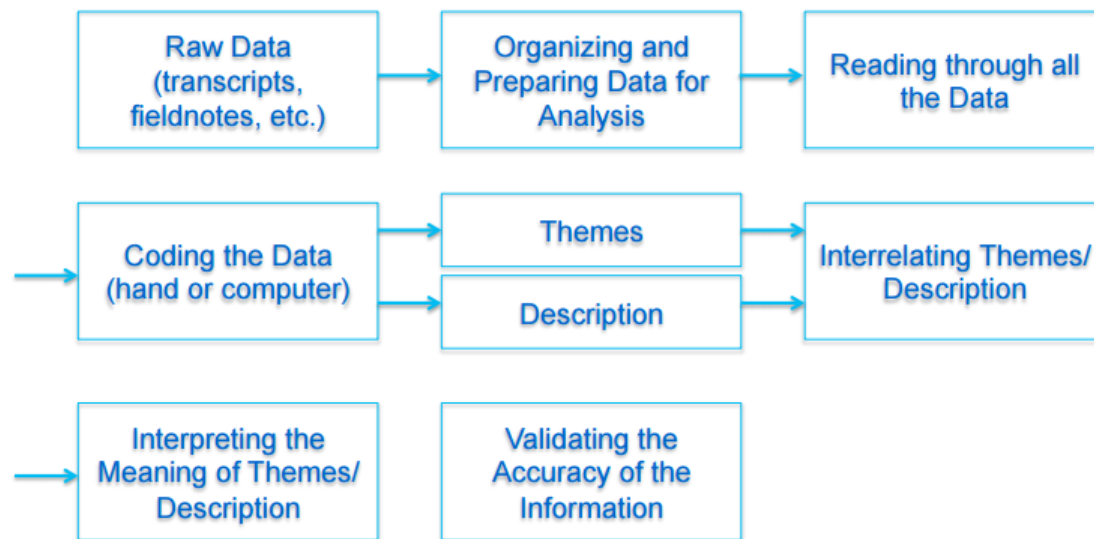 Raw Data
(transcripts,
fieldnotes, etc.)
Organizing and
Preparing Data for
Analysis
Reading through all
the Data
Coding the Data
(hand or computer)
Themes
Description
Interrelating Themes/
Description
Interpreting the
Meaning of Themes/
Description
Validating the
Accuracy of the
Information